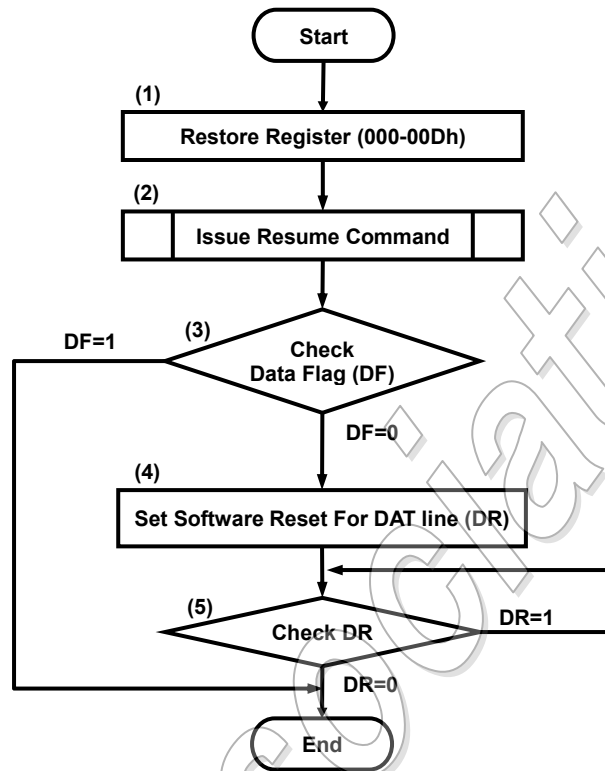 Start
(1)
Restore Register (000-00Dh)
(2)
Issue Resume Command
(3)
DF=1
Check
Data Flag (DF)
DF=0
(4)
Set Software Reset For DAT line (DR)
(5)
Check DR
DR=1
DR=0
End
ociati